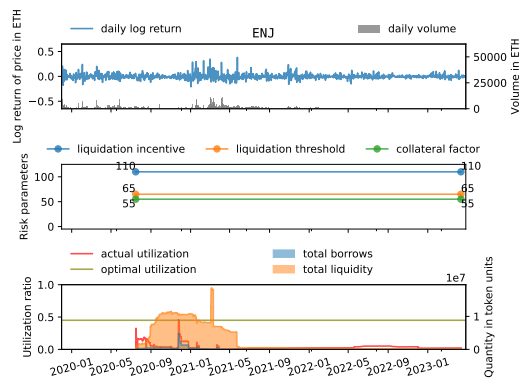 daily log return
daily volume
ENJ
Log return of price in ETH
0.5
0.0
−0.5
50000
25000
0
Volume in ETH
liquidation incentive
liquidation threshold
collateral factor
Risk parameters
100
50
0
110
110
65
65
55
55
actual utilization
optimal utilization
total borrows
total liquidity
1e7
Utilization ratio
1.0
0.5
0.0
1
0
Quantity in token units
2020-01
2020-05
2020-09
2021-01
2021-05
2021-09
2022-01
2022-05
2022-09
2023-01